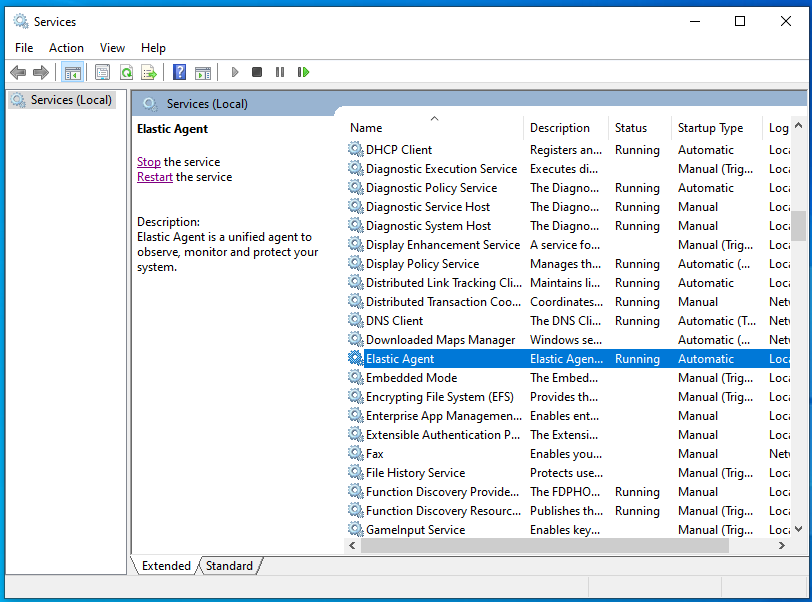 Services
File Action View Help
Services (Local)
Services (Local)
Elastic Agent
Stop the service
Restart the service
Description:
Elastic Agent is a unified agent to
observe, monitor and protect your
system.
Name Description Status Startup Type Log
DHCP Client Registers an... Running Automatic Loca
Diagnostic Execution Service Executes di... Manual (Trig... Loca
Diagnostic Policy Service The Diagno... Running Automatic Loca
Diagnostic Service Host The Diagno... Running Manual Loca
Diagnostic System Host The Diagno... Running Manual Loca
Display Enhancement Service A service fo... Manual (Trig... Loca
Display Policy Service Manages th... Running Automatic (... Loca
Distributed Link Tracking Cli... Maintains li... Running Automatic Loca
Distributed Transaction Coo... Coordinates... Running Manual Netv
DNS Client The DNS Cli... Running Automatic (T... Netv
Downloaded Maps Manager Windows se... Automatic (... Netv
Elastic Agent Elastic Agen... Running Automatic Loca
Embedded Mode The Embed... Manual (Trig... Loca
Encrypting File System (EFS) Provides th... Manual (Trig... Loca
Enterprise App Managemen... Enables ent... Manual Loca
Extensible Authentication P... The Extensi... Manual Loca
Fax Enables you... Manual Netv
File History Service Protects use... Manual (Trig... Loca
Function Discovery Provide... The FDPHO... Running Manual Loca
Function Discovery Resourc... Publishes th... Running Manual (Trig... Loca
GameInput Service Enables key... Manual (Trig... Loca
Extended Standard